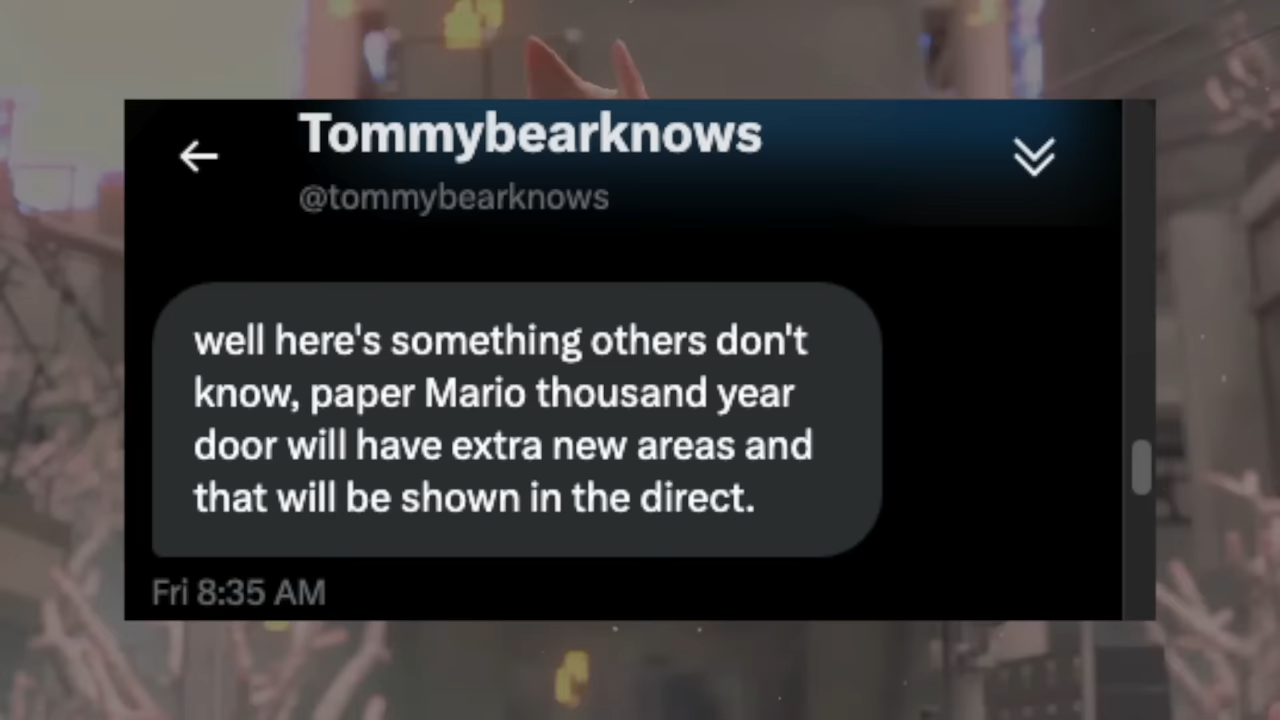 Tommybearknows
@tommybearknows
well here's something others don't
know, paper Mario thousand year
door will have extra new areas and
that will be shown in the direct.
Fri 8:35 AM